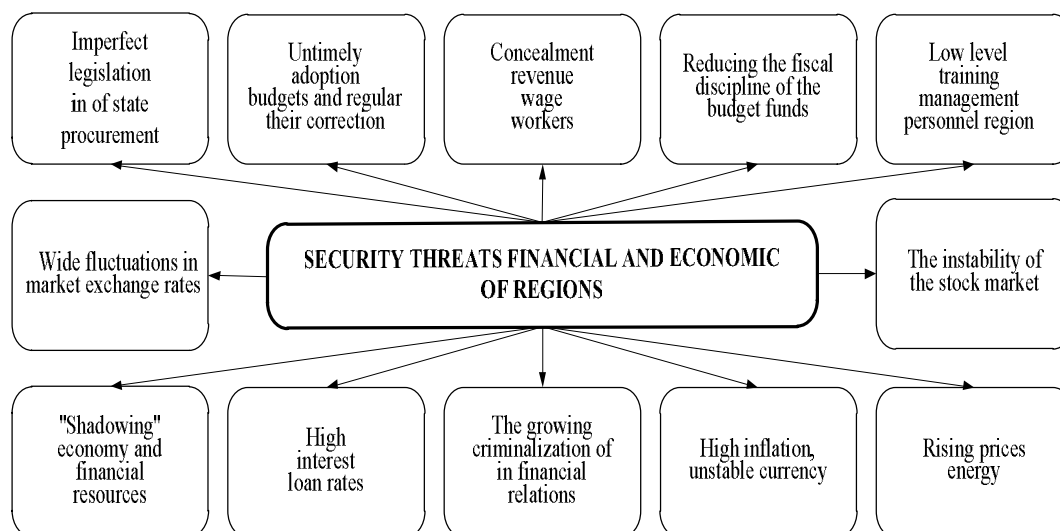 Imperfect
legislation
in of state
procurement
Untimely
adoption
budgets and regular
their correction
Concealment
revenue
wage
workers
Reducing the fiscal
discipline of the
budget funds
Low level
training
management
personnel region
Wide fluctuations in
market exchange rates
SECURITY THREATS FINANCIAL AND ECONOMIC
OF REGIONS
The instability of
the stock market
"Shadowing"
economy and
financial
resources
High
interest
loan rates
The growing
criminalization of
in financial
relations
High inflation,
unstable currency
Rising prices
energy